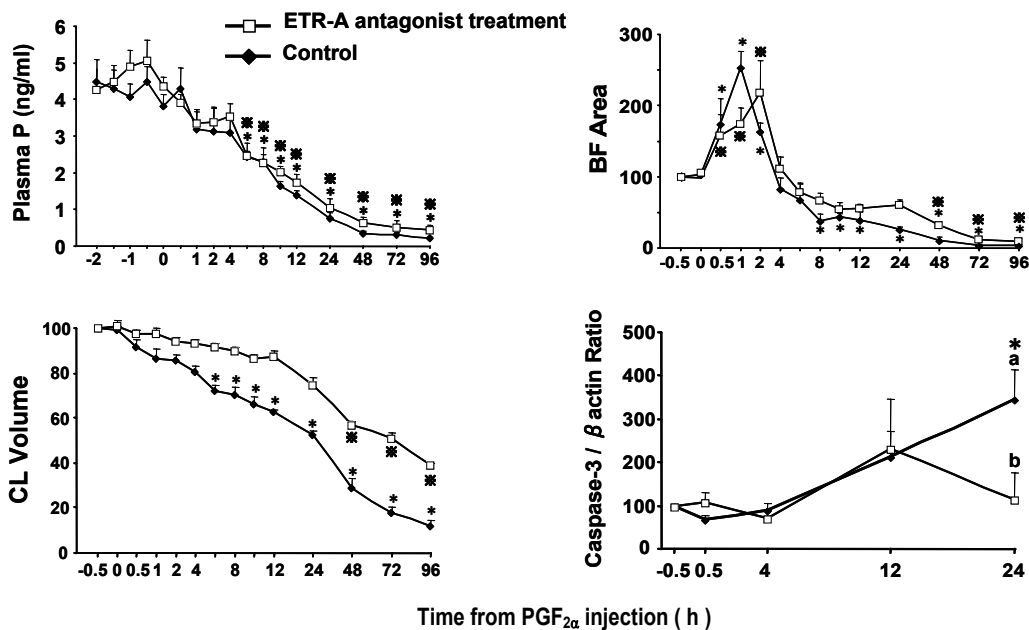 ETR-A antagonist treatment
Control
Plasma P (ng/ml)
6
5
4
3
2
1
0
-2 -1 0 1 2 4 8 12 24 48 72 96
BF Area
300
200
100
0
-0.5 0 0.5 1 2 4 8 12 24 48 72 96
CL Volume
100
80
60
40
20
0
-0.5 0 0.5 1 2 4 8 12 24 48 72 96
Caspase-3 / β actin Ratio
500
400
300
200
100
0
* 
a
b
-0.5 0.5 4 12 24
Time from PGF2α injection ( h )